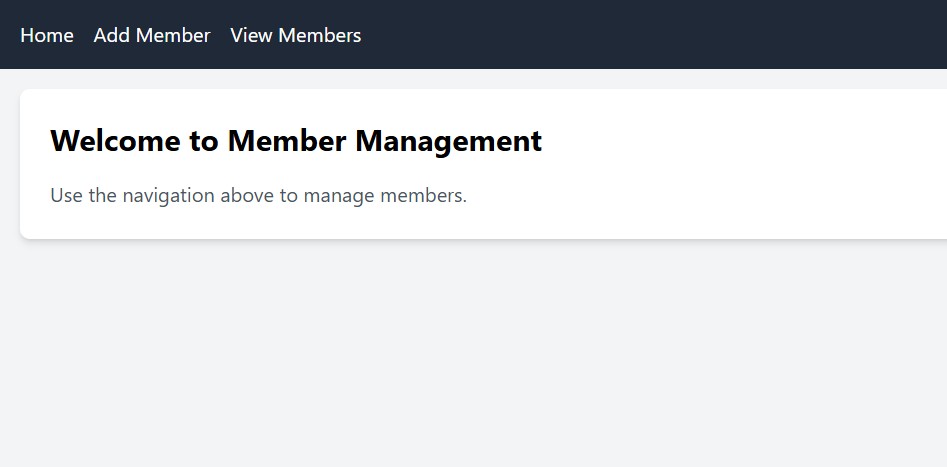 Home Add Member View Members
Welcome to Member Management
Use the navigation above to manage members.